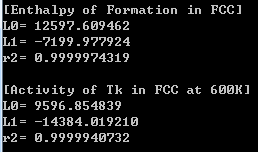 [Enthalpy of Formation in FCC]
L0= 12597.609462
L1= -7199.977924
r2= 0.9999974319
[Activity of Tk in FCC at 600K]
L0= 9596.854839
L1= -14384.019210
r2= 0.9999940732